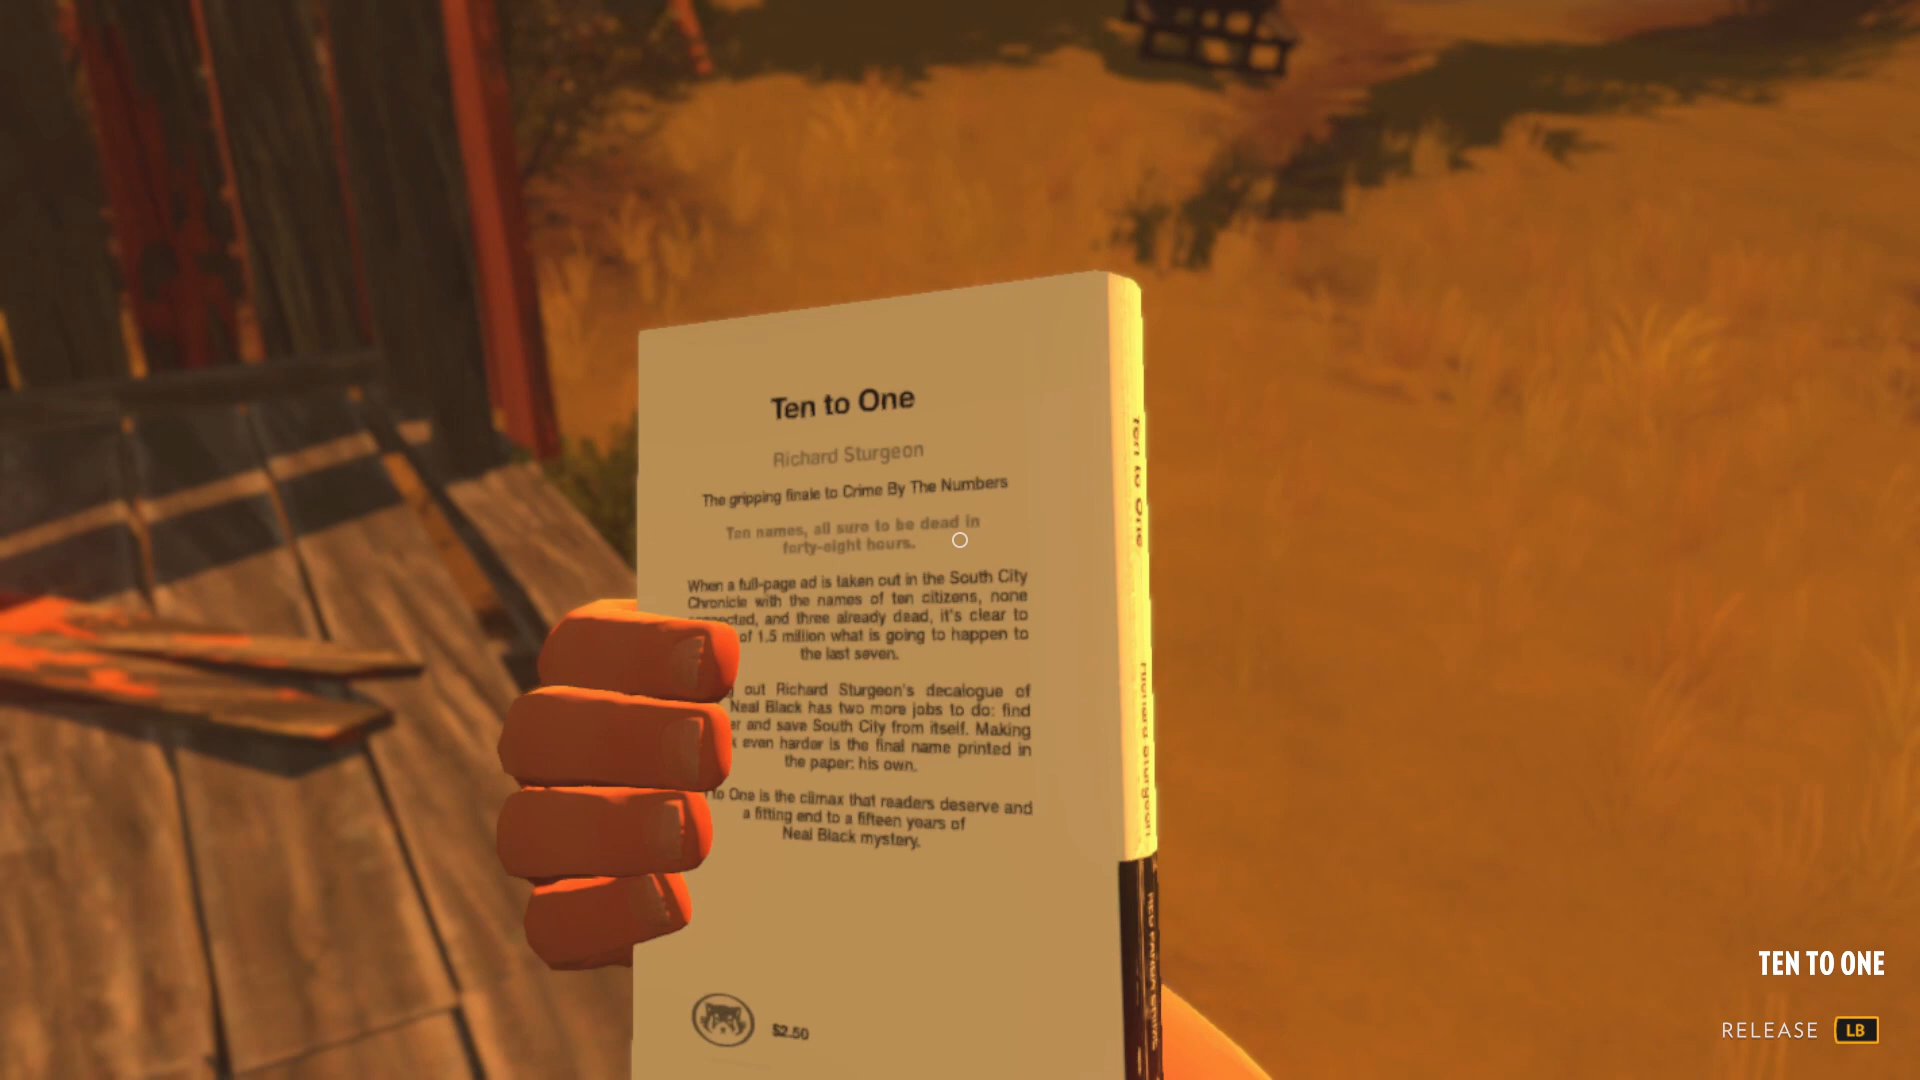 Ten to One
Richard Sturgeon
The gripping finale to Crime By The Numbers
Ten names, all sure to be dead in
forty-eight hours.
When a full-page ad is taken out in the South City
Chronicle with the names of ten citizens, none
and three already dead, it's clear to
of 1.5 million what is going to happen to
the last seven.
out Richard Sturgeon's decalogue of
Neal Black has two more jobs to do: find
and save South City from itself. Making
even harder is the final name printed in
the paper: his own.
to One is the climax that readers deserve and
a fitting end to a fifteen years of
Neal Black mystery.
$2.50
Ten to One
Richard Sturgeon
TEN TO ONE
RELEASE LB